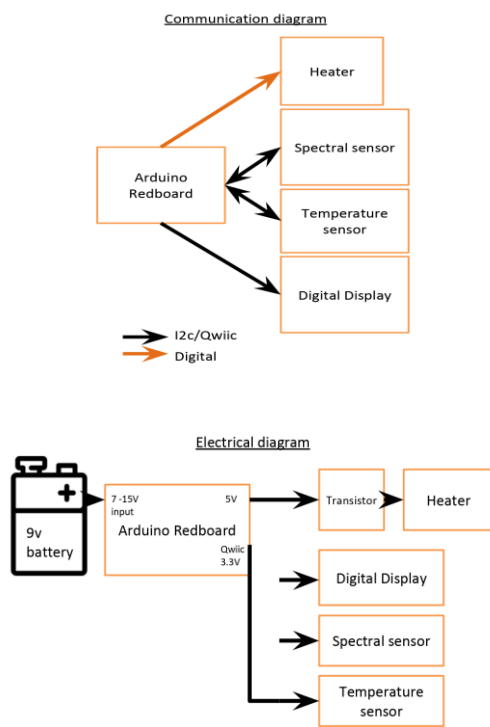 Communication diagram
Heater
Spectral sensor
Arduino
Redboard
Temperature
sensor
Digital Display
I2c/Qwiic
Digital
Electrical diagram
+
9v
battery
7 -15V
input
5V
Arduino Redboard
Qwiic
3.3V
Transistor
Heater
Digital Display
Spectral sensor
Temperature
sensor